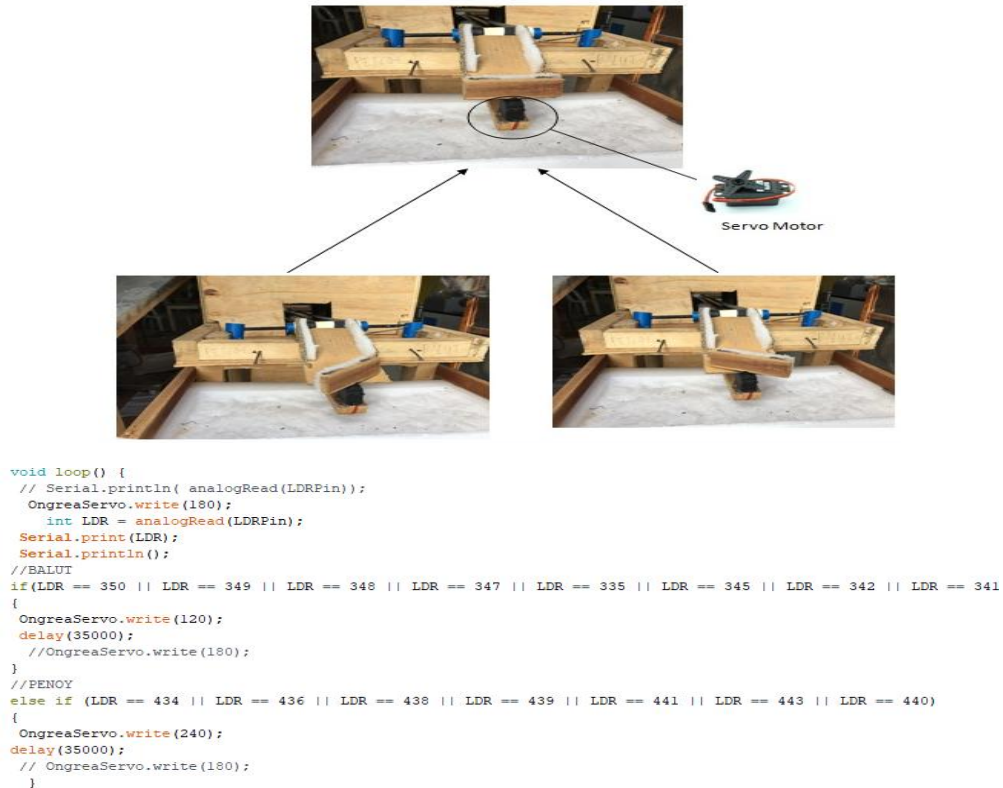 Servo Motor
void loop() {
// Serial.println( analogRead(LDRPin));
OngreaServo.write(180);
int LDR = analogRead(LDRPin);
Serial.print(LDR);
Serial.println();
//BALUT
if(LDR == 350 || LDR == 349 || LDR == 348 || LDR == 347 || LDR == 335 || LDR == 345 || LDR == 342 || LDR == 341
{
OngreaServo.write(120);
delay(35000);
//OngreaServo.write(180);
}
//PENOY
else if (LDR == 434 || LDR == 436 || LDR == 438 || LDR == 439 || LDR == 441 || LDR == 443 || LDR == 440)
{
OngreaServo.write(240);
delay(35000);
// OngreaServo.write(180);
}